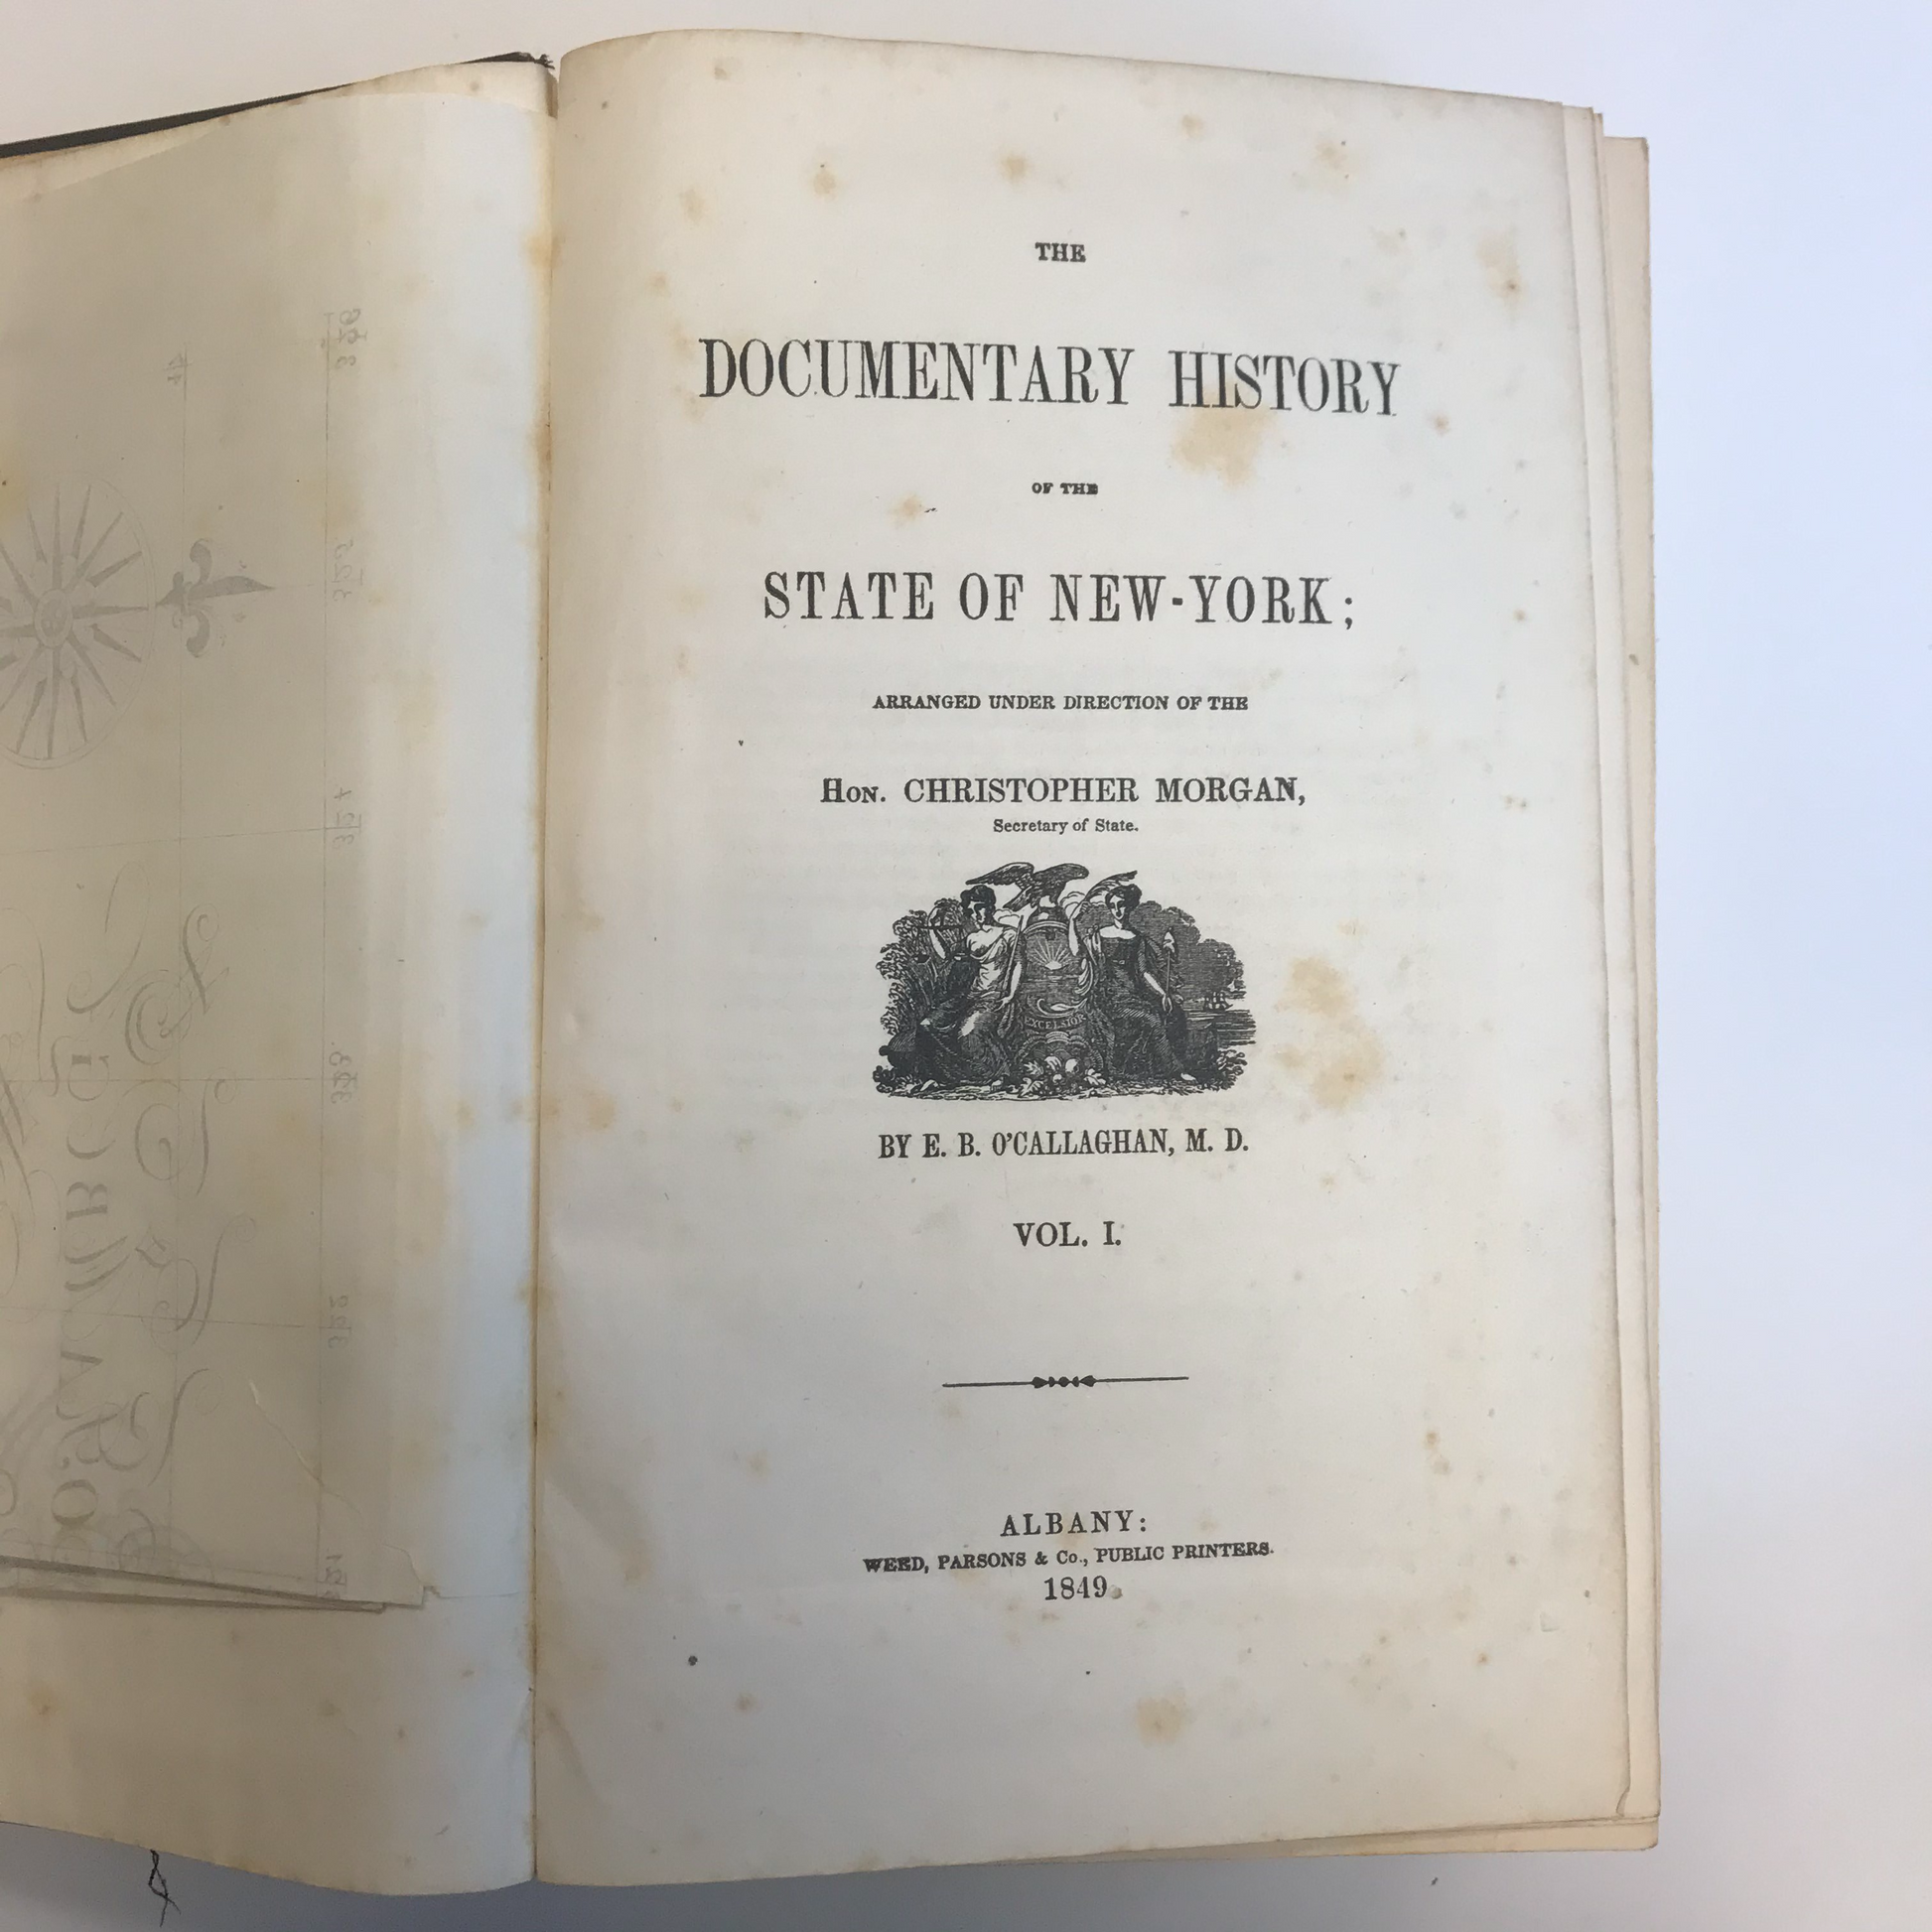 THE
DOCUMENTARY HISTORY
OF THE
STATE OF NEW-YORK;
ARRANGED UNDER DIRECTION OF THE
Hon. CHRISTOPHER MORGAN,
Secretary of State.
EXCELSIOR
BY E. B. O'CALLAGHAN, M. D.
VOL. I.
ALBANY:
WEED, PARSONS & Co., PUBLIC PRINTERS.
1849.